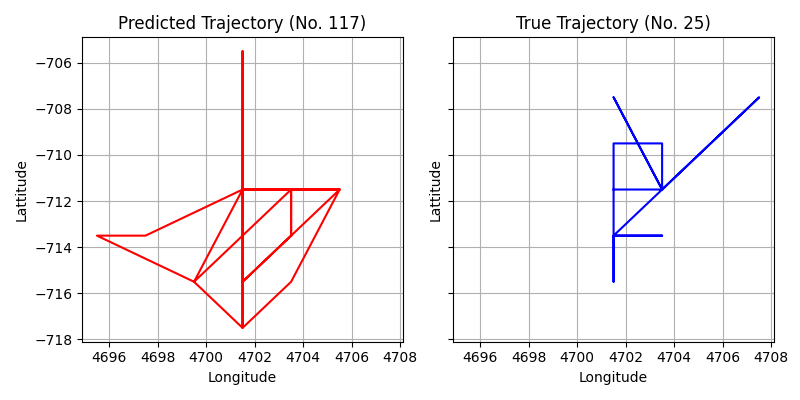 Predicted Trajectory (No. 117)
True Trajectory (No. 25)
−706
−708
−710
−712
−714
−716
−718
Lattitude
Lattitude
4696 4698 4700 4702 4704 4706 4708
4696 4698 4700 4702 4704 4706 4708
Longitude
Longitude